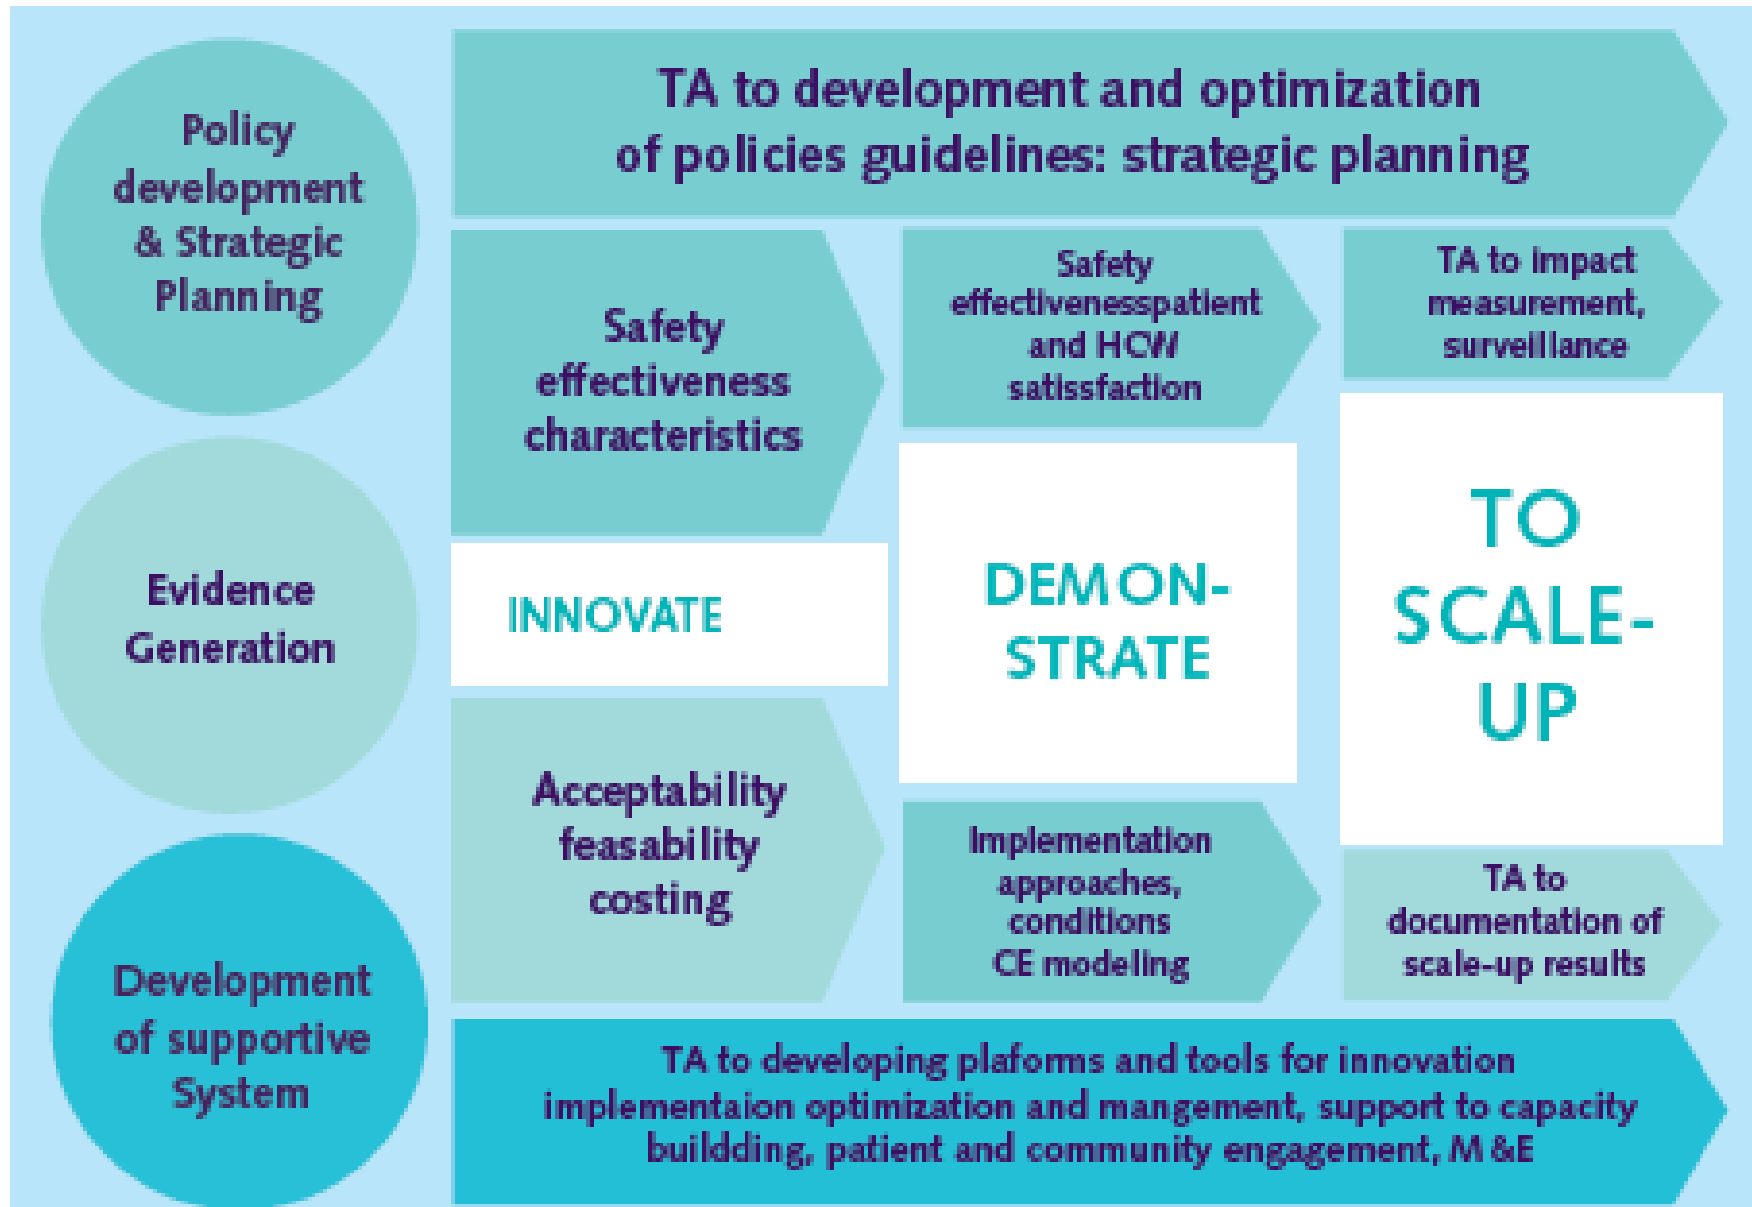 Policy
development
& Strategic
Planning
TA to development and optimization
of policies guidelines: strategic planning
Safety
effectiveness
characteristics
Safety
effectivenesspatient
and HCW
satissfaction
TA to impact
measurement,
surveillance
Evidence
Generation
INNOVATE
DEMON-
STRATE
TO
SCALE-
UP
Acceptability
feasability
costing
Implementation
approaches,
conditions
CE modeling
TA to
documentation of
scale-up results
Development
of supportive
System
TA to developing plaforms and tools for innovation
implementaion optimization and mangement, support to capacity
buildding, patient and community engagement, M&E